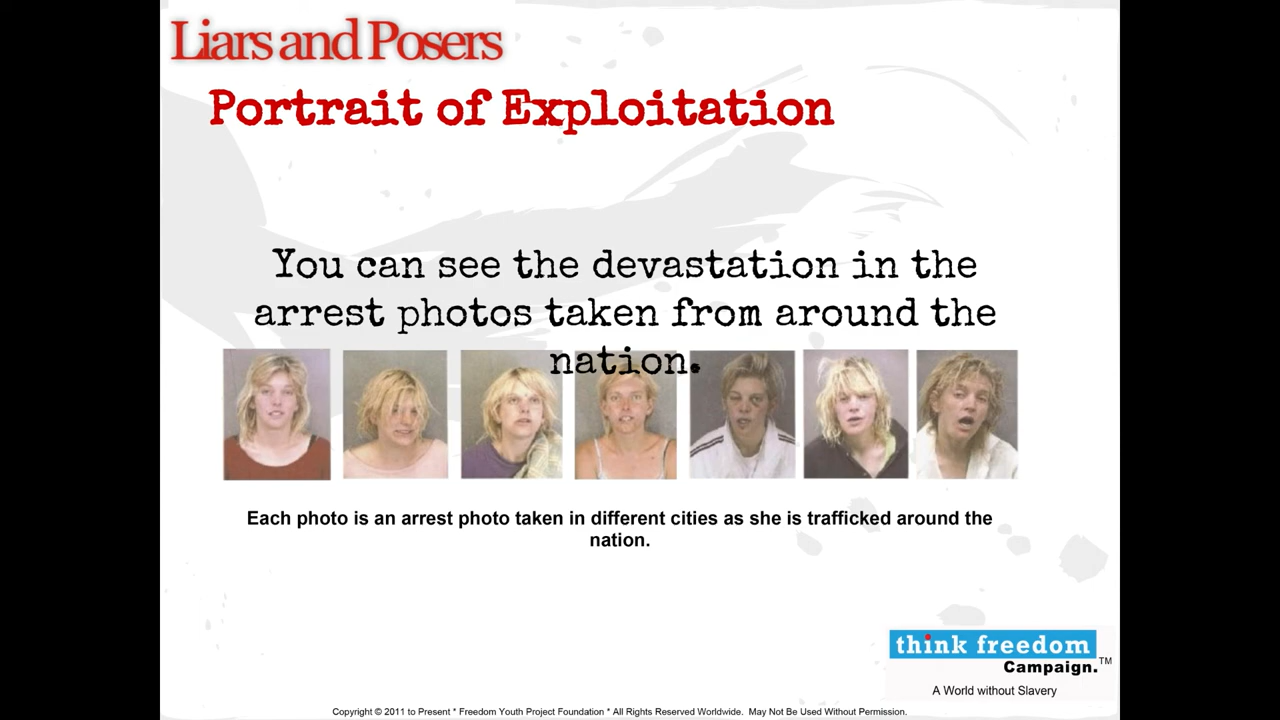 Liars and Posers
Portrait of Exploitation
You can see the devastation in the
arrest photos taken from around the
nation.
Each photo is an arrest photo taken in different cities as she is trafficked around the
nation.
think freedom
Campaign.™
A World without Slavery
Copyright © 2011 to Present * Freedom Youth Project Foundation * All Rights Reserved Worldwide. May Not Be Used Without Permission.